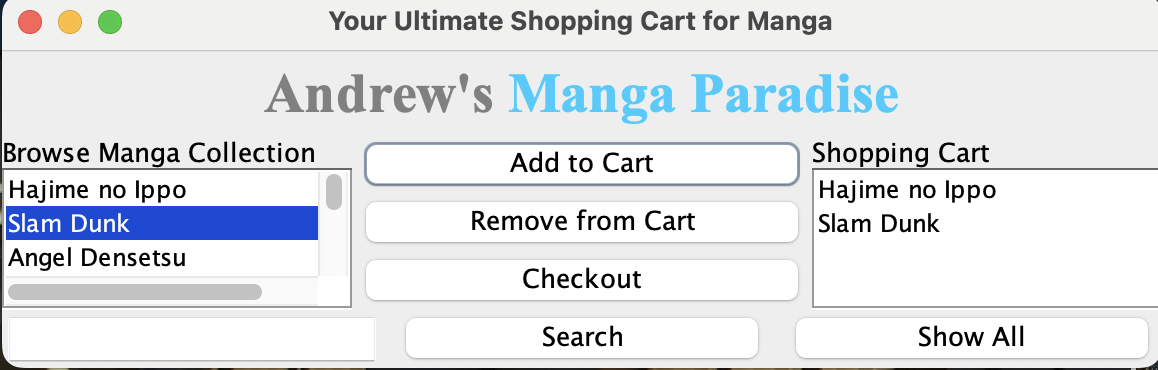 Your Ultimate Shopping Cart for Manga
Andrew's Manga Paradise
Browse Manga Collection
Hajime no Ippo
Slam Dunk
Angel Densetsu
Add to Cart
Remove from Cart
Checkout
Shopping Cart
Hajime no Ippo
Slam Dunk
Search
Show All